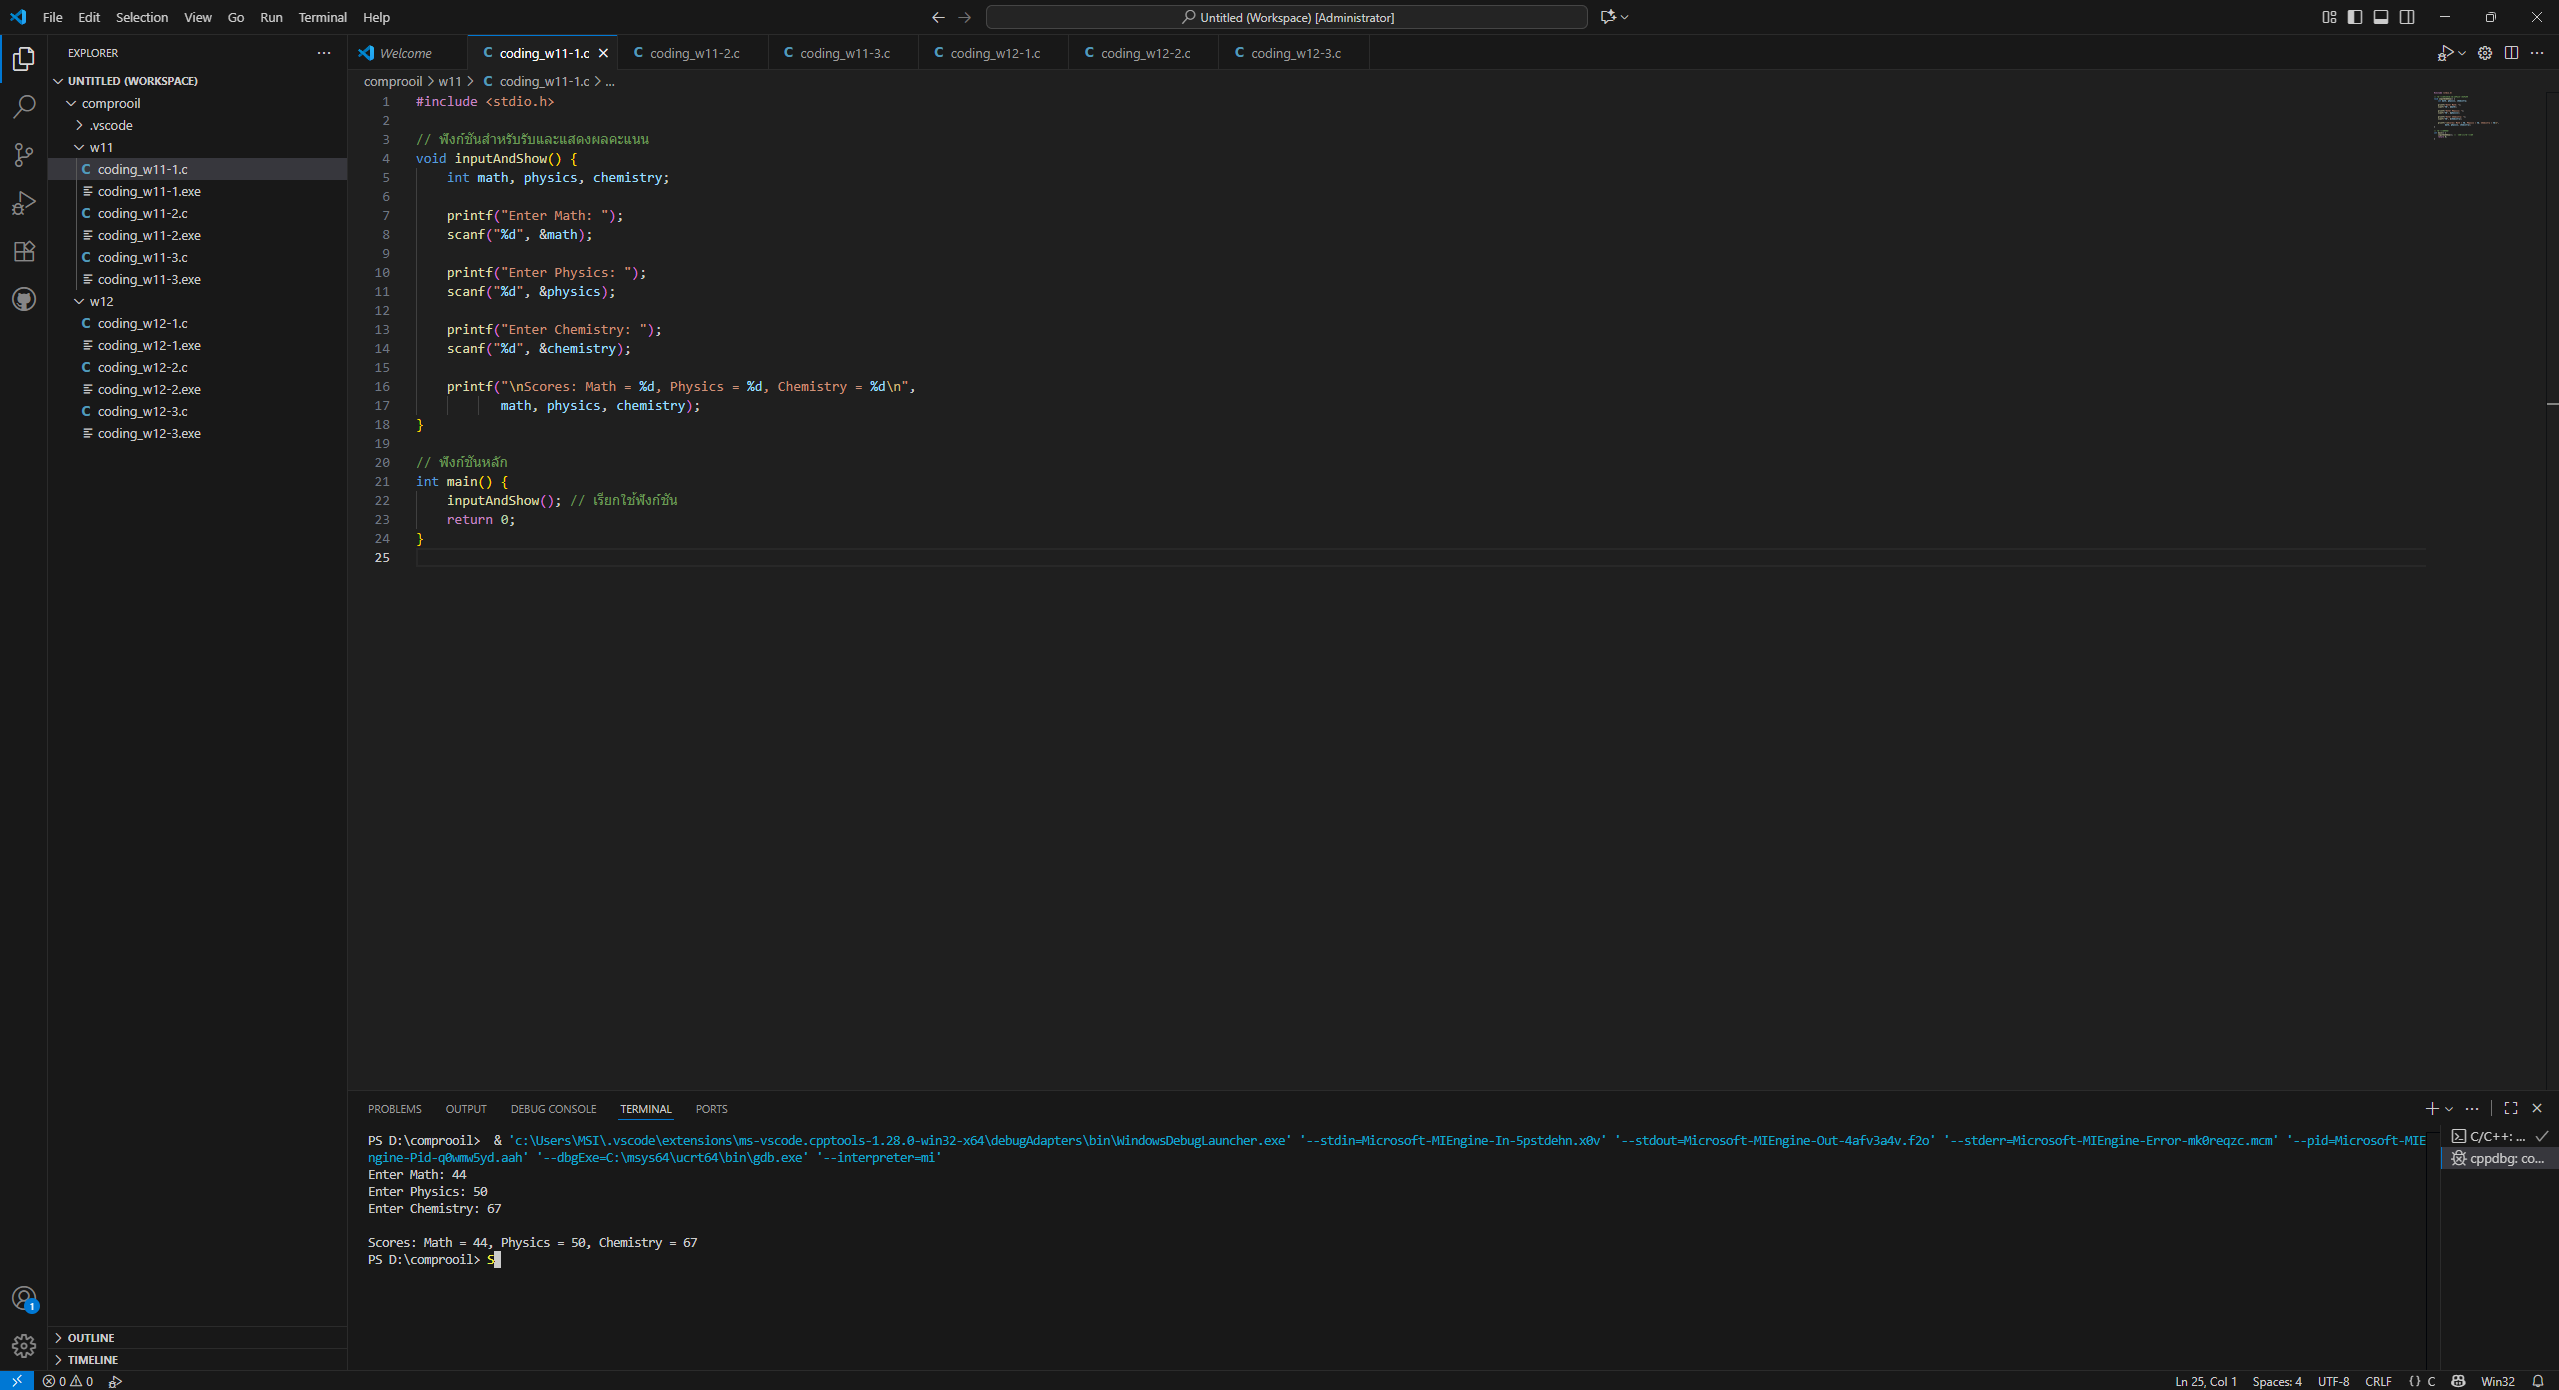 File Edit Selection View Go Run Terminal Help
Untitled (Workspace) [Administrator]
EXPLORER
UNTITLED (WORKSPACE)
comprooil
.vscode
w11
C coding_w11-1.c
coding_w11-1.exe
C coding_w11-2.c
coding_w11-2.exe
C coding_w11-3.c
coding_w11-3.exe
w12
C coding_w12-1.c
coding_w12-1.exe
C coding_w12-2.c
coding_w12-2.exe
C coding_w12-3.c
coding_w12-3.exe
OUTLINE
TIMELINE
Welcome C coding_w11-1.c C coding_w11-2.c C coding_w11-3.c C coding_w12-1.c C coding_w12-2.c C coding_w12-3.c
comprooil > w11 > C coding_w11-1.c > ...
1 #include <stdio.h>
2
3 // ฟังก์ชันสำหรับรับและแสดงผลคะแนน
4 void inputAndShow() {
5 int math, physics, chemistry;
6
7 printf("Enter Math: ");
8 scanf("%d", &math);
9
10 printf("Enter Physics: ");
11 scanf("%d", &physics);
12
13 printf("Enter Chemistry: ");
14 scanf("%d", &chemistry);
15
16 printf("\nScores: Math = %d, Physics = %d, Chemistry = %d\n",
17 math, physics, chemistry);
18 }
19
20 // ฟังก์ชันหลัก
21 int main() {
22 inputAndShow(); // เรียกใช้ฟังก์ชัน
23 return 0;
24 }
25
PROBLEMS OUTPUT DEBUG CONSOLE TERMINAL PORTS
PS D:\comprooil>  & 'c:\Users\MSI\.vscode\extensions\ms-vscode.cpptools-1.28.0-win32-x64\debugAdapters\bin\WindowsDebugLauncher.exe' '--stdin=Microsoft-MIEngine-In-5pstdehn.x0v' '--stdout=Microsoft-MIEngine-Out-4afv3a4v.f2o' '--stderr=Microsoft-MIEngine-Error-mk0reqzc.mcm' '--pid=Microsoft-MIE
ngine-Pid-q0wmw5yd.aah' '--dbgExe=C:\msys64\ucrt64\bin\gdb.exe' '--interpreter=mi'
Enter Math: 44
Enter Physics: 50
Enter Chemistry: 67
Scores: Math = 44, Physics = 50, Chemistry = 67
PS D:\comprooil> S
C/C++: ...
cppdbg: co...
1
0 0
Ln 25, Col 1 Spaces: 4 UTF-8 CRLF {} C Win32